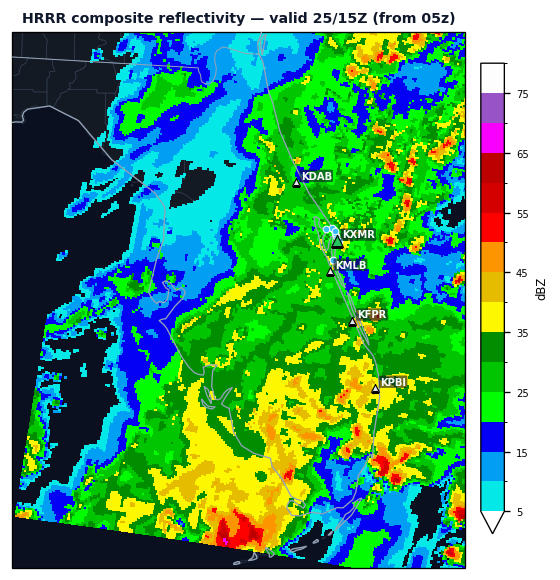 HRRR composite reflectivity — valid 25/15Z (from 05z)
KDAB
KXMR
KMLB
KFPR
KPBI
75
65
55
45
35
25
15
5
dBZ